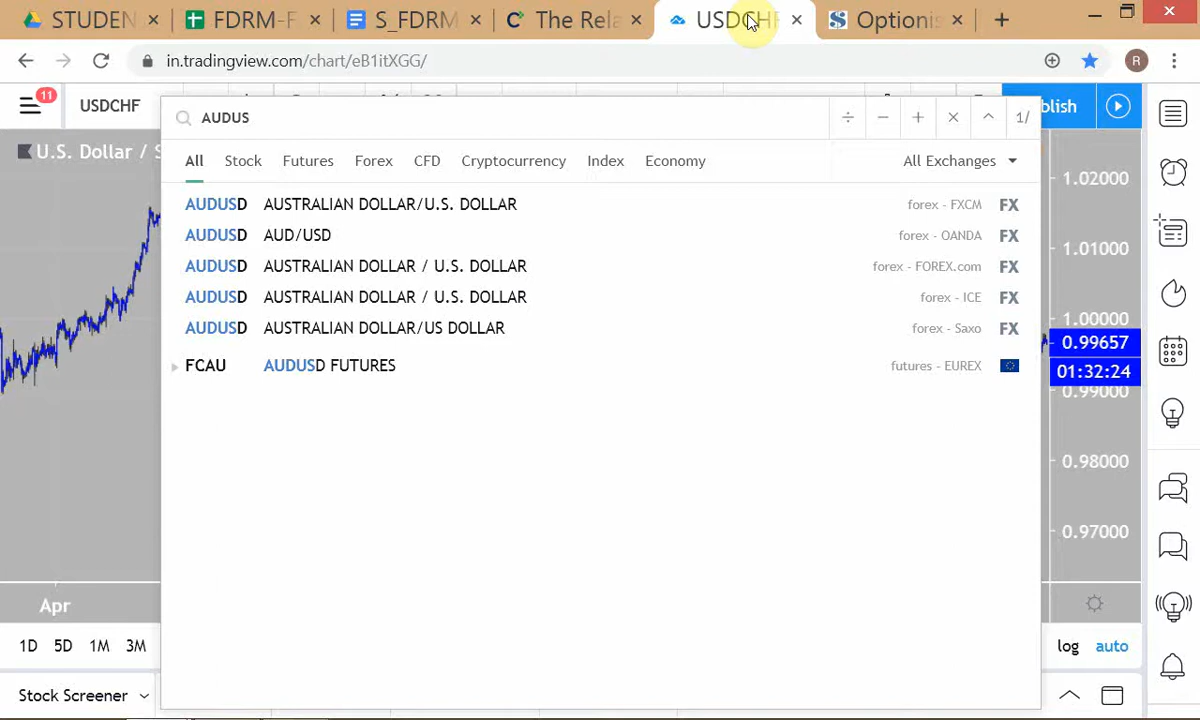 STUDEN
FDRM-F
S_FDRM
The Rela
USDCHF
Optionis
in.tradingview.com/chart/eB1itXGG/
R
11
USDCHF
AUDUS
1/
blish
U.S. Dollar / S
All
Stock
Futures
Forex
CFD
Cryptocurrency
Index
Economy
All Exchanges
AUDUSD AUSTRALIAN DOLLAR/U.S. DOLLAR forex - FXCM FX
AUDUSD AUD/USD forex - OANDA FX
AUDUSD AUSTRALIAN DOLLAR / U.S. DOLLAR forex - FOREX.com FX
AUDUSD AUSTRALIAN DOLLAR / U.S. DOLLAR forex - ICE FX
AUDUSD AUSTRALIAN DOLLAR/US DOLLAR forex - Saxo FX
FCAU AUDUSD FUTURES futures - EUREX
1.02000
1.01000
1.00000
0.99657
01:32:24
0.99000
0.98000
0.97000
Apr
1D 5D 1M 3M
log auto
Stock Screener